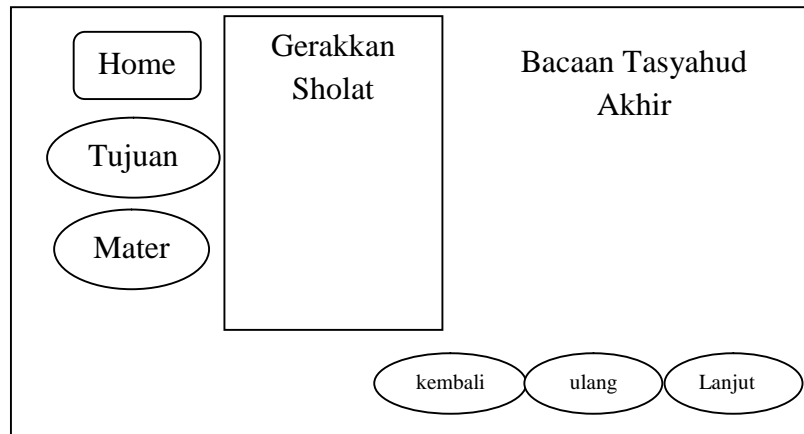 Home
Tujuan
Mater
Gerakkan
Sholat
Bacaan Tasyahud
Akhir
kembali
ulang
Lanjut